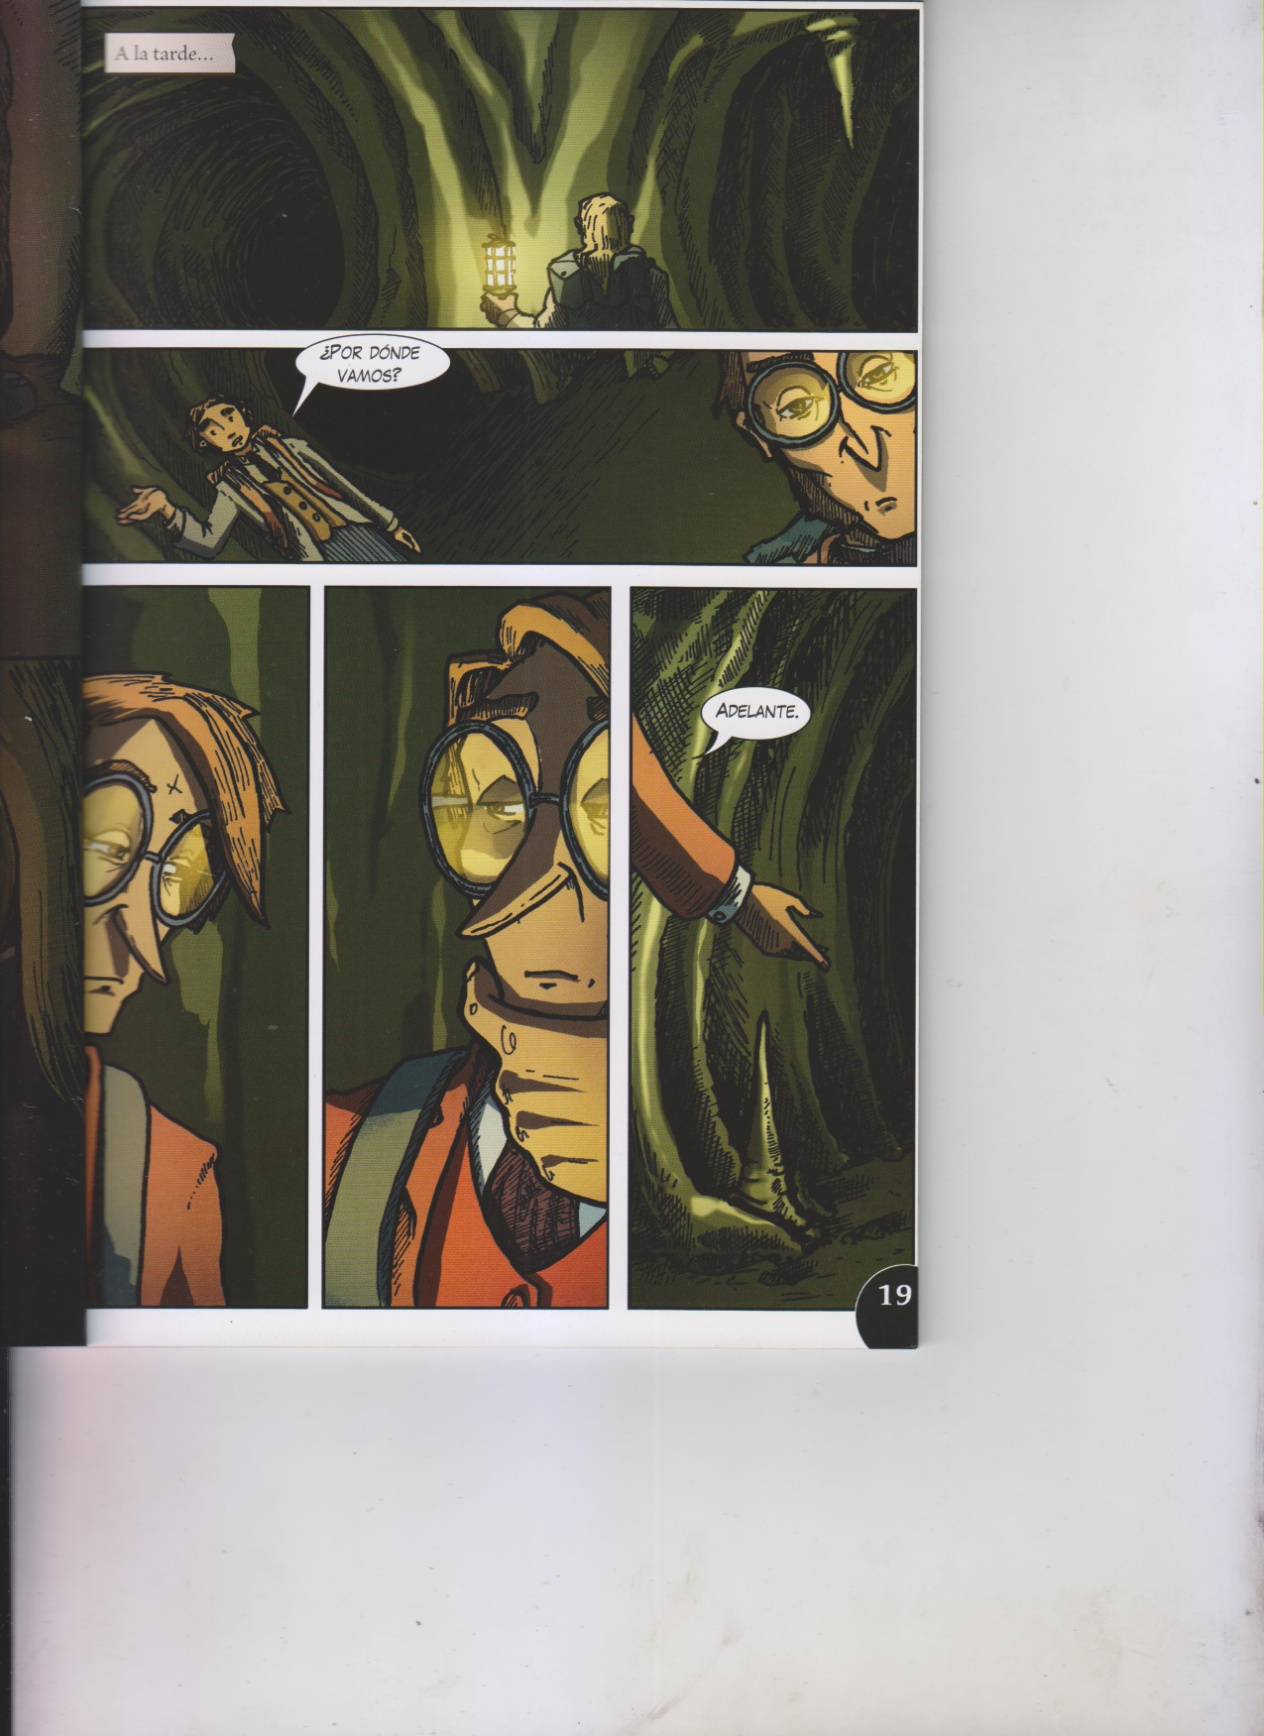 A la tarde...
¿POR DÓNDE
VAMOS?
ADELANTE.
19